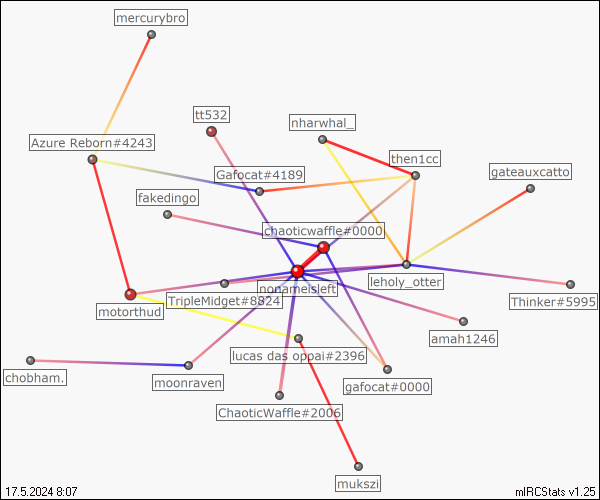 mercurybro
tt532
nharwhal_
Azure Reborn#4243
then1cc
Gafocat#4189
gateauxcatto
fakedingo
chaoticwaffle#0000
leholy_otter
nonameisleft
TripleMidget#8824
Thinker#5995
motorthud
amah1246
lucas das oppai#2396
chobham.
moonraven
gafocat#0000
ChaoticWaffle#2006
mukszi
17.5.2024 8:07
mIRCStats v1.25